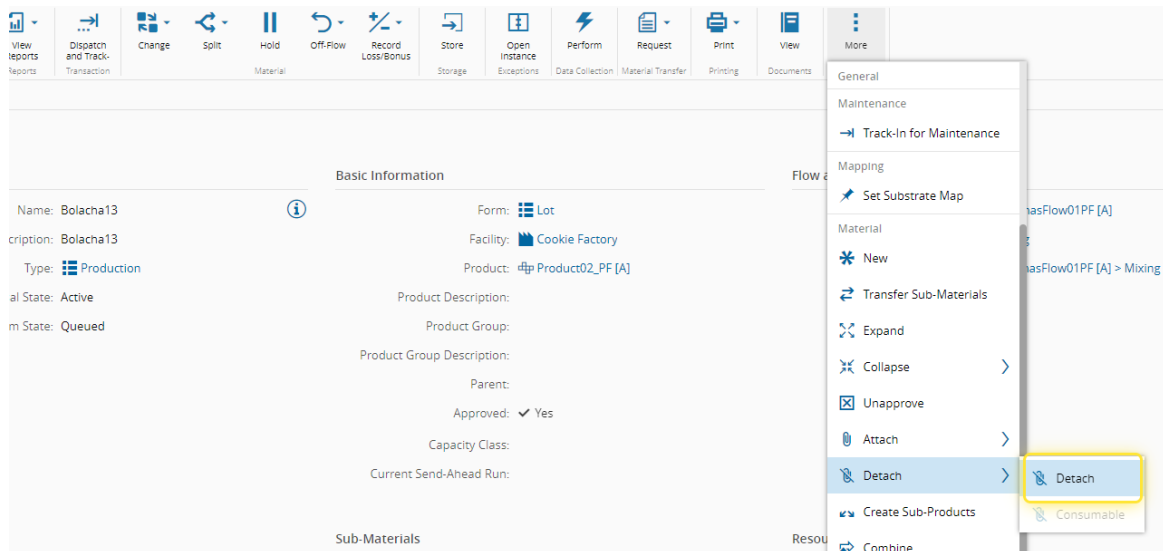 View
Reports
Reports
Dispatch
and Track-
Transaction
Change
Split
Hold
Off-Flow
Record
Loss/Bonus
Material
Store
Storage
Open
Instance
Exceptions
Perform
Data Collection
Request
Material Transfer
Print
Printing
View
Documents
More
General
Maintenance
Track-In for Maintenance
Mapping
Set Substrate Map
Material
New
Transfer Sub-Materials
Expand
Collapse
Unapprove
Attach
Detach
Create Sub-Products
Combine
Detach
Consumable
Name: Bolacha13
cription: Bolacha13
Type: Production
al State: Active
m State: Queued
Basic Information
Form: Lot
Facility: Cookie Factory
Product: Product02_PF [A]
Product Description:
Product Group:
Product Group Description:
Parent:
Approved: Yes
Capacity Class:
Current Send-Ahead Run:
Sub-Materials
Flow a
nasFlow01PF [A]
g
nasFlow01PF [A] > Mixing
Resou